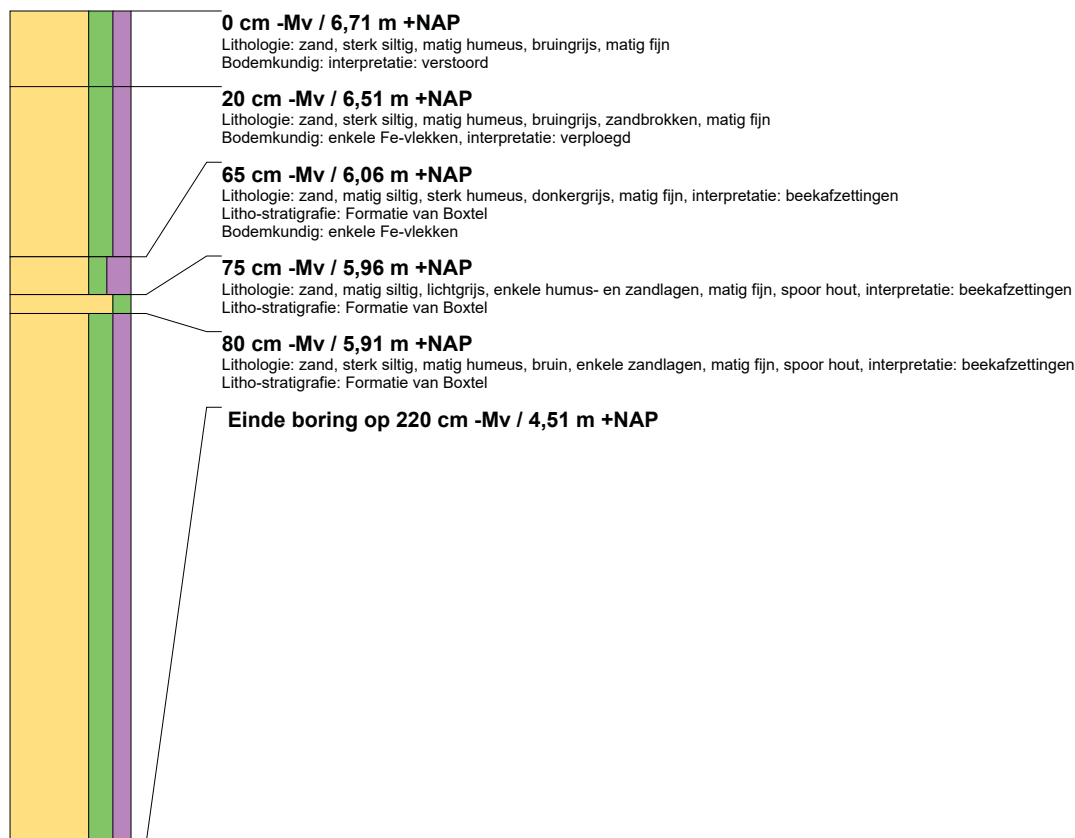 0 cm -Mv / 6,71 m +NAP
Lithologie: zand, sterk siltig, matig humeus, bruingrijs, matig fijn
Bodemkundig: interpretatie: verstoord
20 cm -Mv / 6,51 m +NAP
Lithologie: zand, sterk siltig, matig humeus, bruingrijs, zandbrokken, matig fijn
Bodemkundig: enkele Fe-vlekken, interpretatie: verploegd
65 cm -Mv / 6,06 m +NAP
Lithologie: zand, matig siltig, sterk humeus, donkergrijs, matig fijn, interpretatie: beekafzettingen
Litho-stratigrafie: Formatie van Boxtel
Bodemkundig: enkele Fe-vlekken
75 cm -Mv / 5,96 m +NAP
Lithologie: zand, matig siltig, lichtgrijs, enkele humus- en zandlagen, matig fijn, spoor hout, interpretatie: beekafzettingen
Litho-stratigrafie: Formatie van Boxtel
80 cm -Mv / 5,91 m +NAP
Lithologie: zand, sterk siltig, matig humeus, bruin, enkele zandlagen, matig fijn, spoor hout, interpretatie: beekafzettingen
Litho-stratigrafie: Formatie van Boxtel
Einde boring op 220 cm -Mv / 4,51 m +NAP